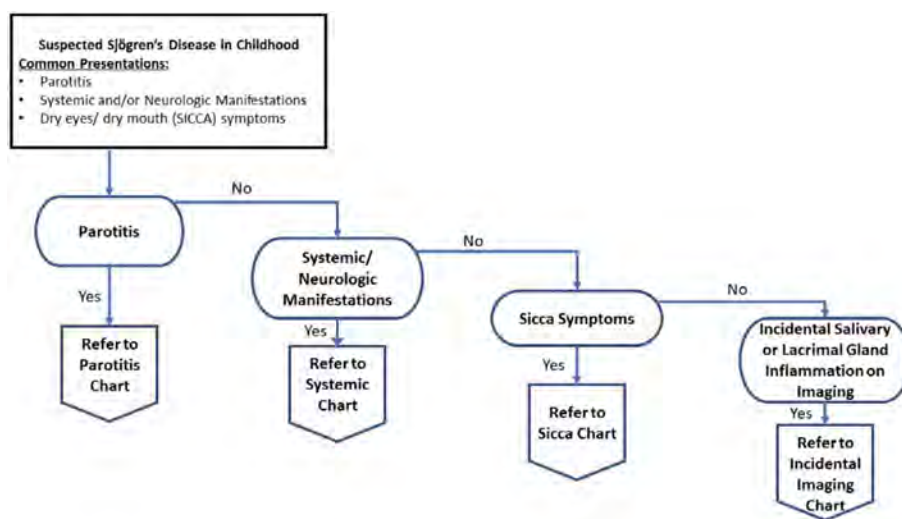 Suspected Sjögren's Disease in Childhood
Common Presentations:
• Parotitis
• Systemic and/or Neurologic Manifestations
• Dry eyes/ dry mouth (SICCA) symptoms
No
Parotitis
No
Systemic/
Neurologic
Manifestations
No
Yes
Sicca Symptoms
Incidental Salivary
or Lacrimal Gland
Inflammation on
Imaging
Yes
Refer to
Parotitis
Chart
Yes
Refer to
Systemic
Chart
Yes
Refer to
Sicca Chart
Refer to
Incidental
Imaging
Chart